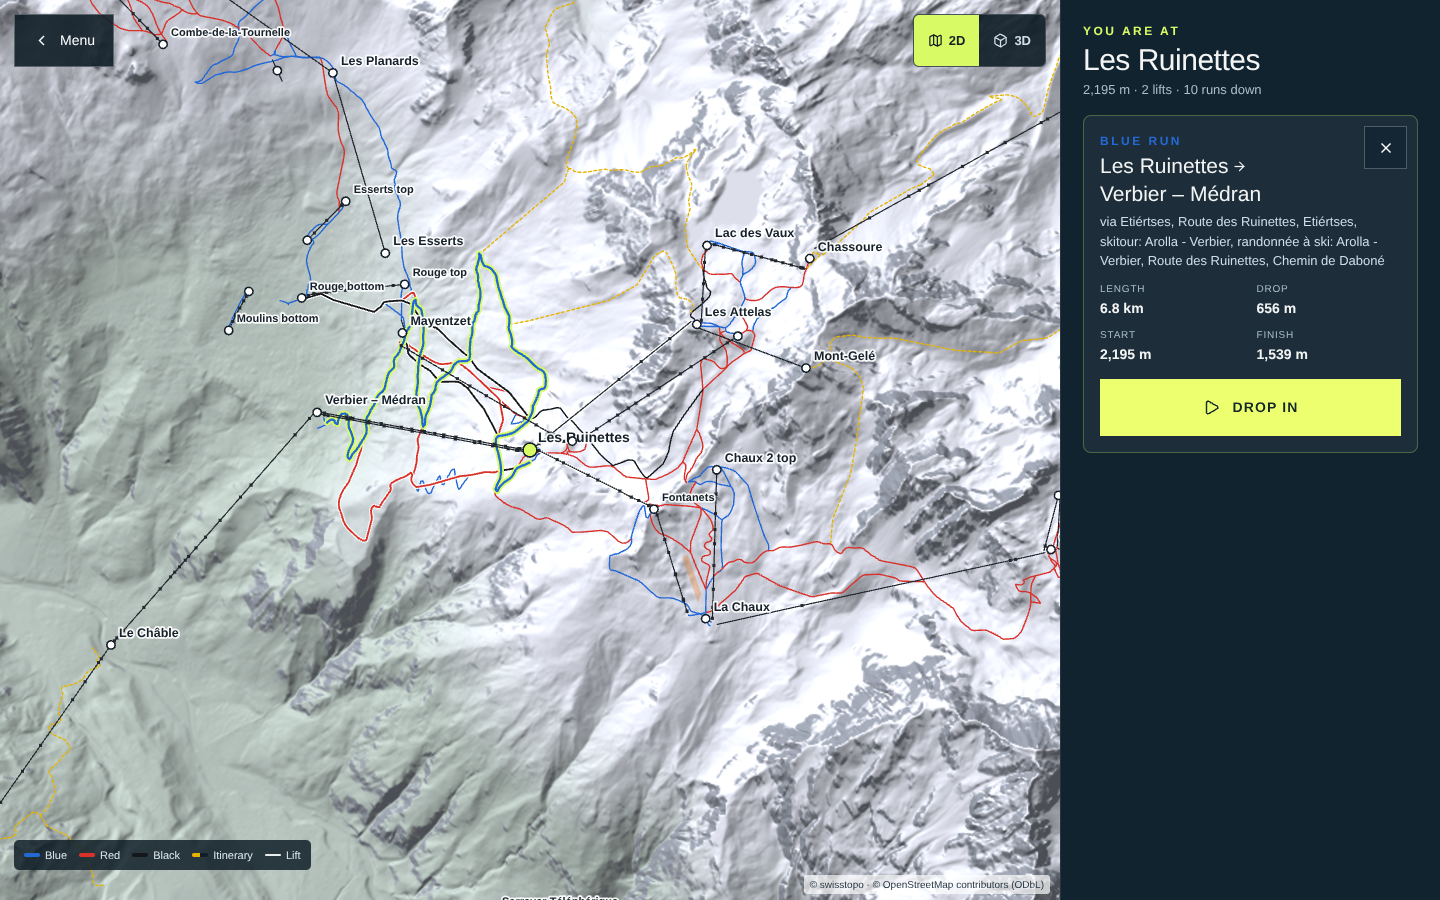 Menu
Combe-de-la-Tournelle
Les Planards
2D
3D
Esserts top
Les Esserts
Rouge top
Rouge bottom
Moulins bottom
Mayentzet
Lac des Vaux
Chassoure
Les Attelas
Mont-Gelé
Verbier – Médran
Les Ruinettes
Chaux 2 top
Fontanets
La Chaux
Le Châble
Blue
Red
Black
Itinerary
Lift
© swisstopo · © OpenStreetMap contributors (ODbL)
YOU ARE AT
Les Ruinettes
2,195 m · 2 lifts · 10 runs down
BLUE RUN
Les Ruinettes →
Verbier – Médran
via Etiértses, Route des Ruinettes, Etiértses,
skitour: Arolla - Verbier, randonnée à ski: Arolla -
Verbier, Route des Ruinettes, Chemin de Daboné
LENGTH
DROP
6.8 km
656 m
START
FINISH
2,195 m
1,539 m
DROP IN